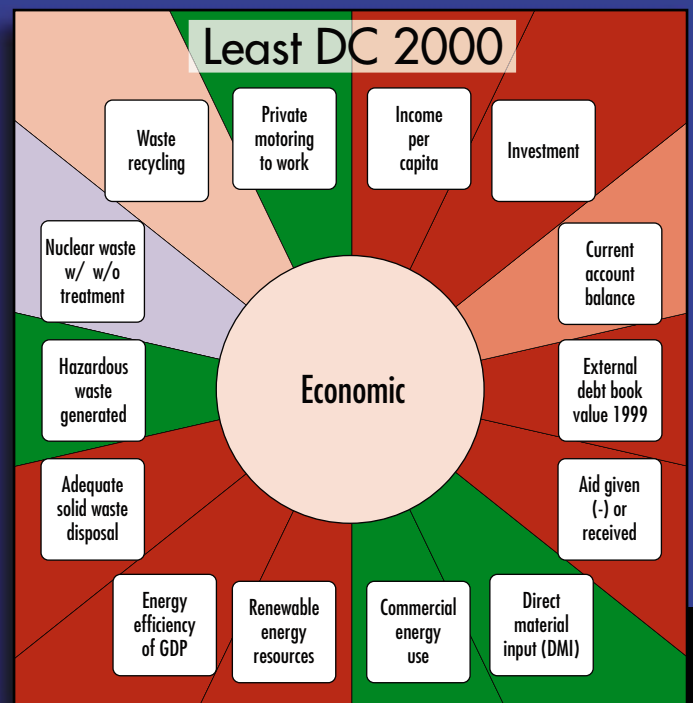 Least DC 2000
Private
motoring
to work
Income
per
capita
Waste
recycling
Investment
Nuclear waste
w/ w/o
treatment
Current
account
balance
Hazardous
waste
generated
Economic
External
debt book
value 1999
Adequate
solid waste
disposal
Aid given
(-) or
received
Energy
efficiency
of GDP
Renewable
energy
resources
Commercial
energy
use
Direct
material
input (DMI)